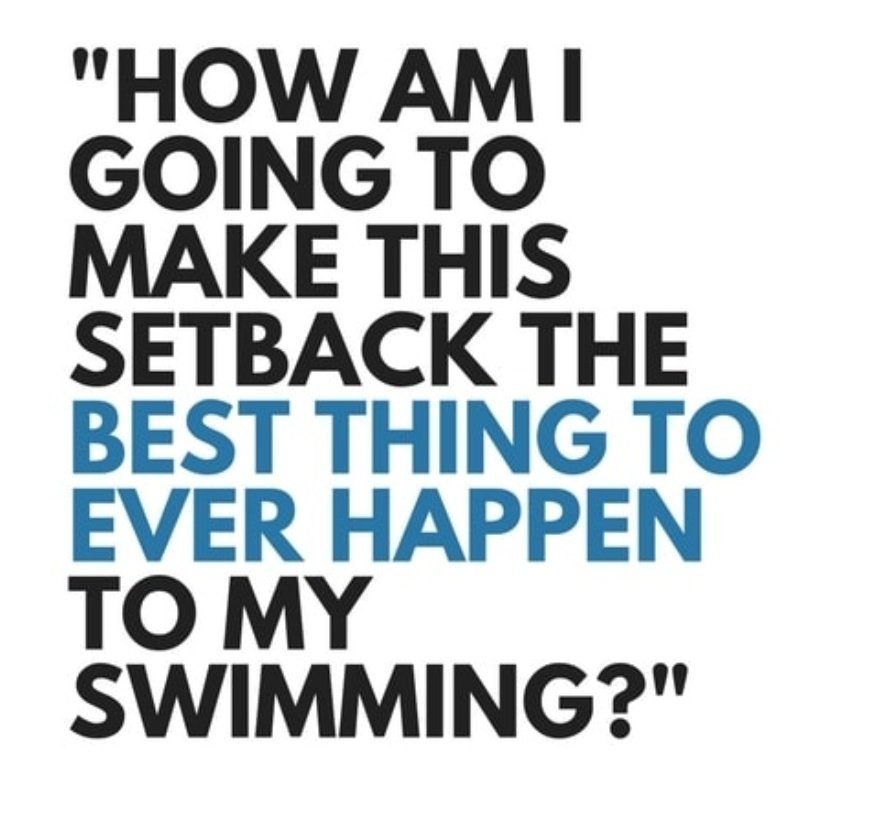 "HOW AM I
GOING TO
MAKE THIS
SETBACK THE
BEST THING TO
EVER HAPPEN
TO MY
SWIMMING?"